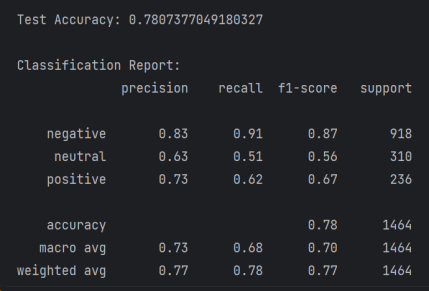 Test Accuracy: 0.7807377049180327
Classification Report:
precision recall f1-score support
negative 0.83 0.91 0.87 918
neutral 0.63 0.51 0.56 310
positive 0.73 0.62 0.67 236
accuracy 0.78 1464
macro avg 0.73 0.68 0.70 1464
weighted avg 0.77 0.78 0.77 1464